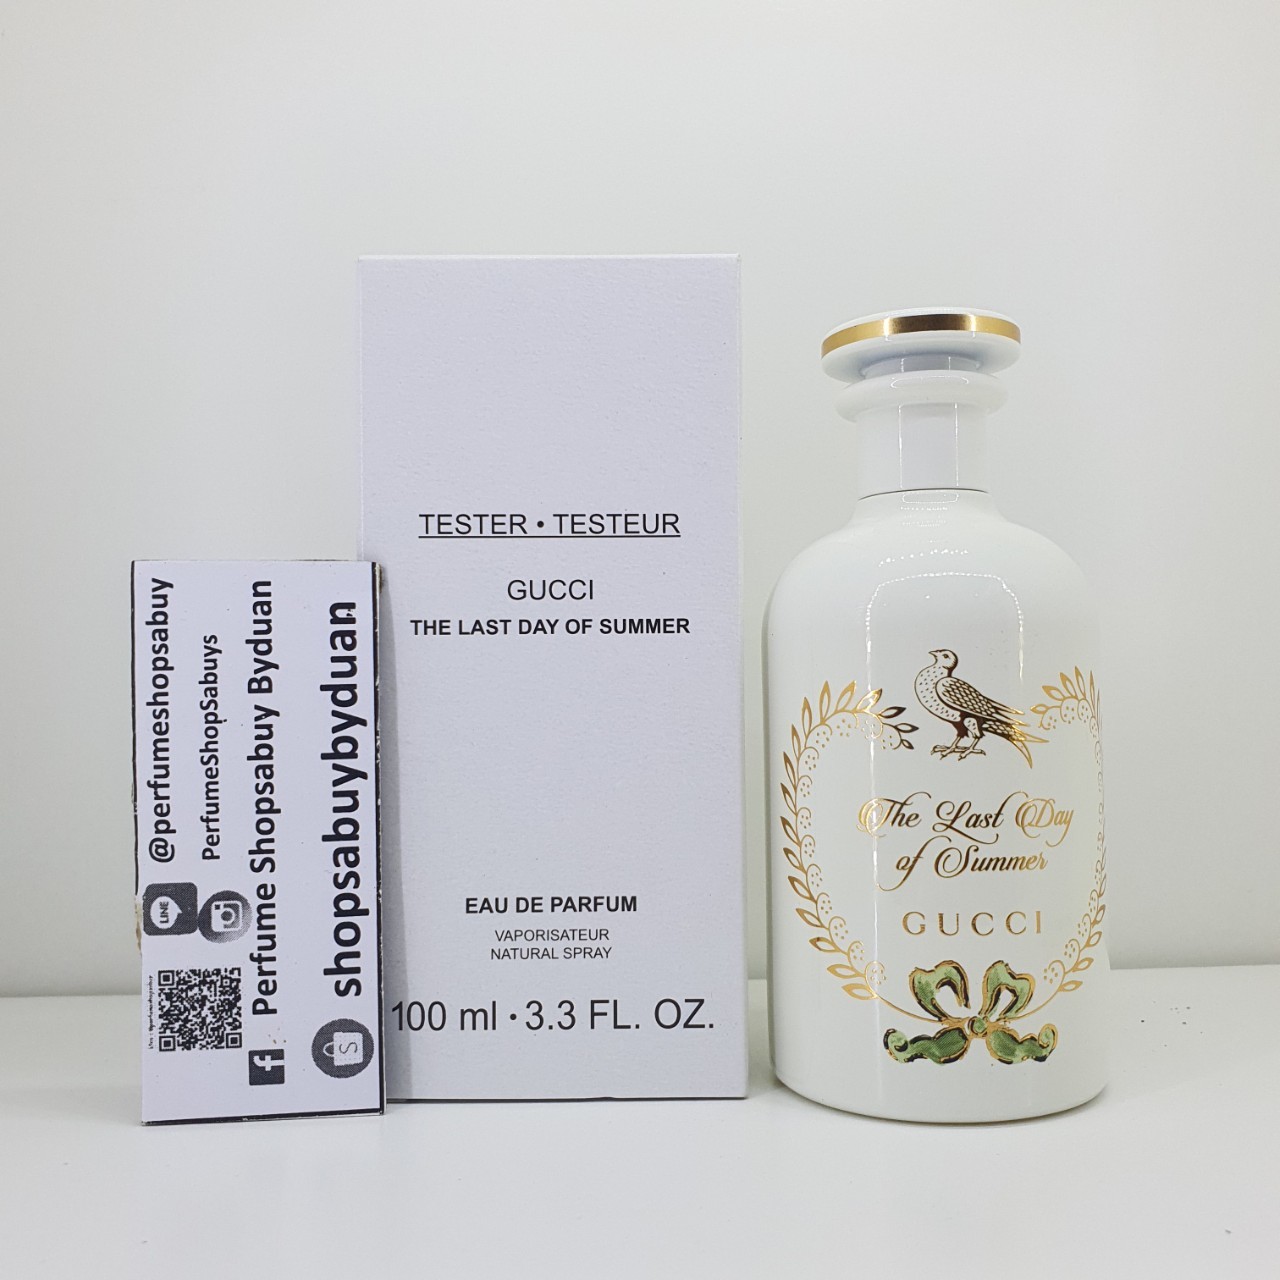 @perfumeshopsabuy
PerfumeShopSabuys
Perfume Shopsabuy Byduan
shopsabuybyduan
LINE
f
S
TESTER • TESTEUR
GUCCI
THE LAST DAY OF SUMMER
EAU DE PARFUM
VAPORISATEUR
NATURAL SPRAY
100 ml • 3.3 FL. OZ.
The Last Day
of Summer
GUCCI